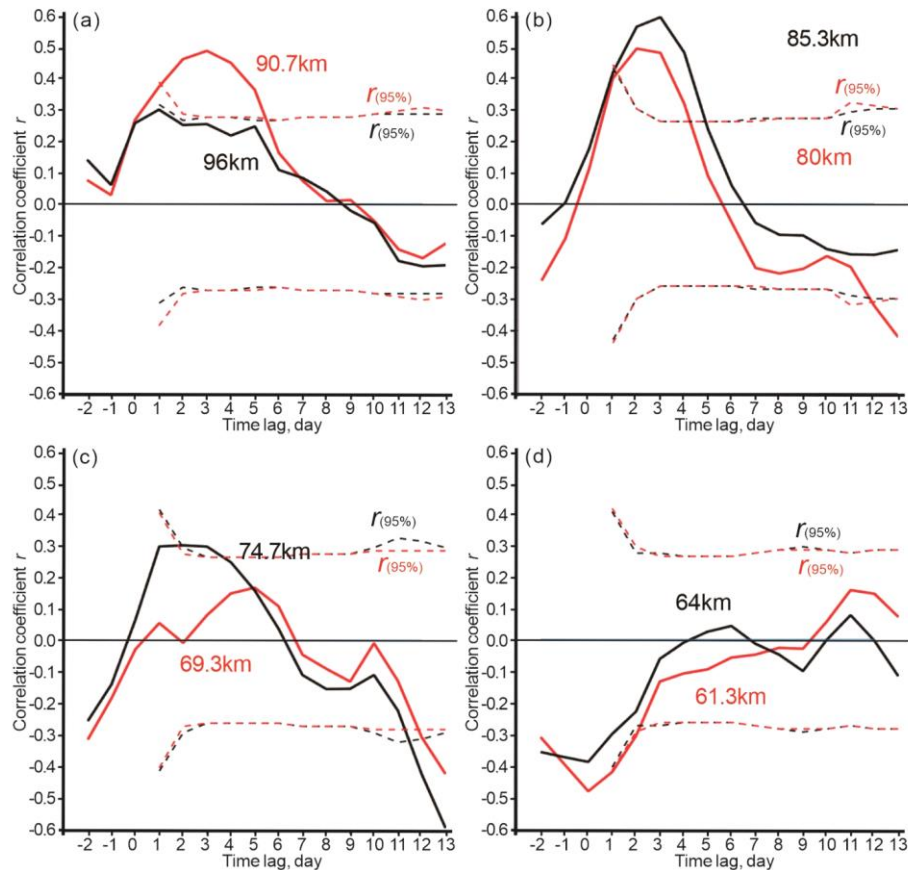 (a)
Correlation coefficient r
0.6
0.5
0.4
0.3
0.2
0.1
0.0
-0.1
-0.2
-0.3
-0.4
-0.5
-0.6
90.7km
r(95%)
r(95%)
96km
-2 -1 0 1 2 3 4 5 6 7 8 9 10 11 12 13
Time lag, day
(b)
Correlation coefficient r
0.6
0.5
0.4
0.3
0.2
0.1
0.0
-0.1
-0.2
-0.3
-0.4
-0.5
-0.6
85.3km
r(95%)
r(95%)
80km
-2 -1 0 1 2 3 4 5 6 7 8 9 10 11 12 13
Time lag, day
(c)
Correlation coefficient r
0.6
0.5
0.4
0.3
0.2
0.1
0.0
-0.1
-0.2
-0.3
-0.4
-0.5
-0.6
r(95%)
74.7km
r(95%)
69.3km
-2 -1 0 1 2 3 4 5 6 7 8 9 10 11 12 13
Time lag, day
(d)
Correlation coefficient r
0.6
0.5
0.4
0.3
0.2
0.1
0.0
-0.1
-0.2
-0.3
-0.4
-0.5
-0.6
r(95%)
r(95%)
64km
61.3km
-2 -1 0 1 2 3 4 5 6 7 8 9 10 11 12 13
Time lag, day